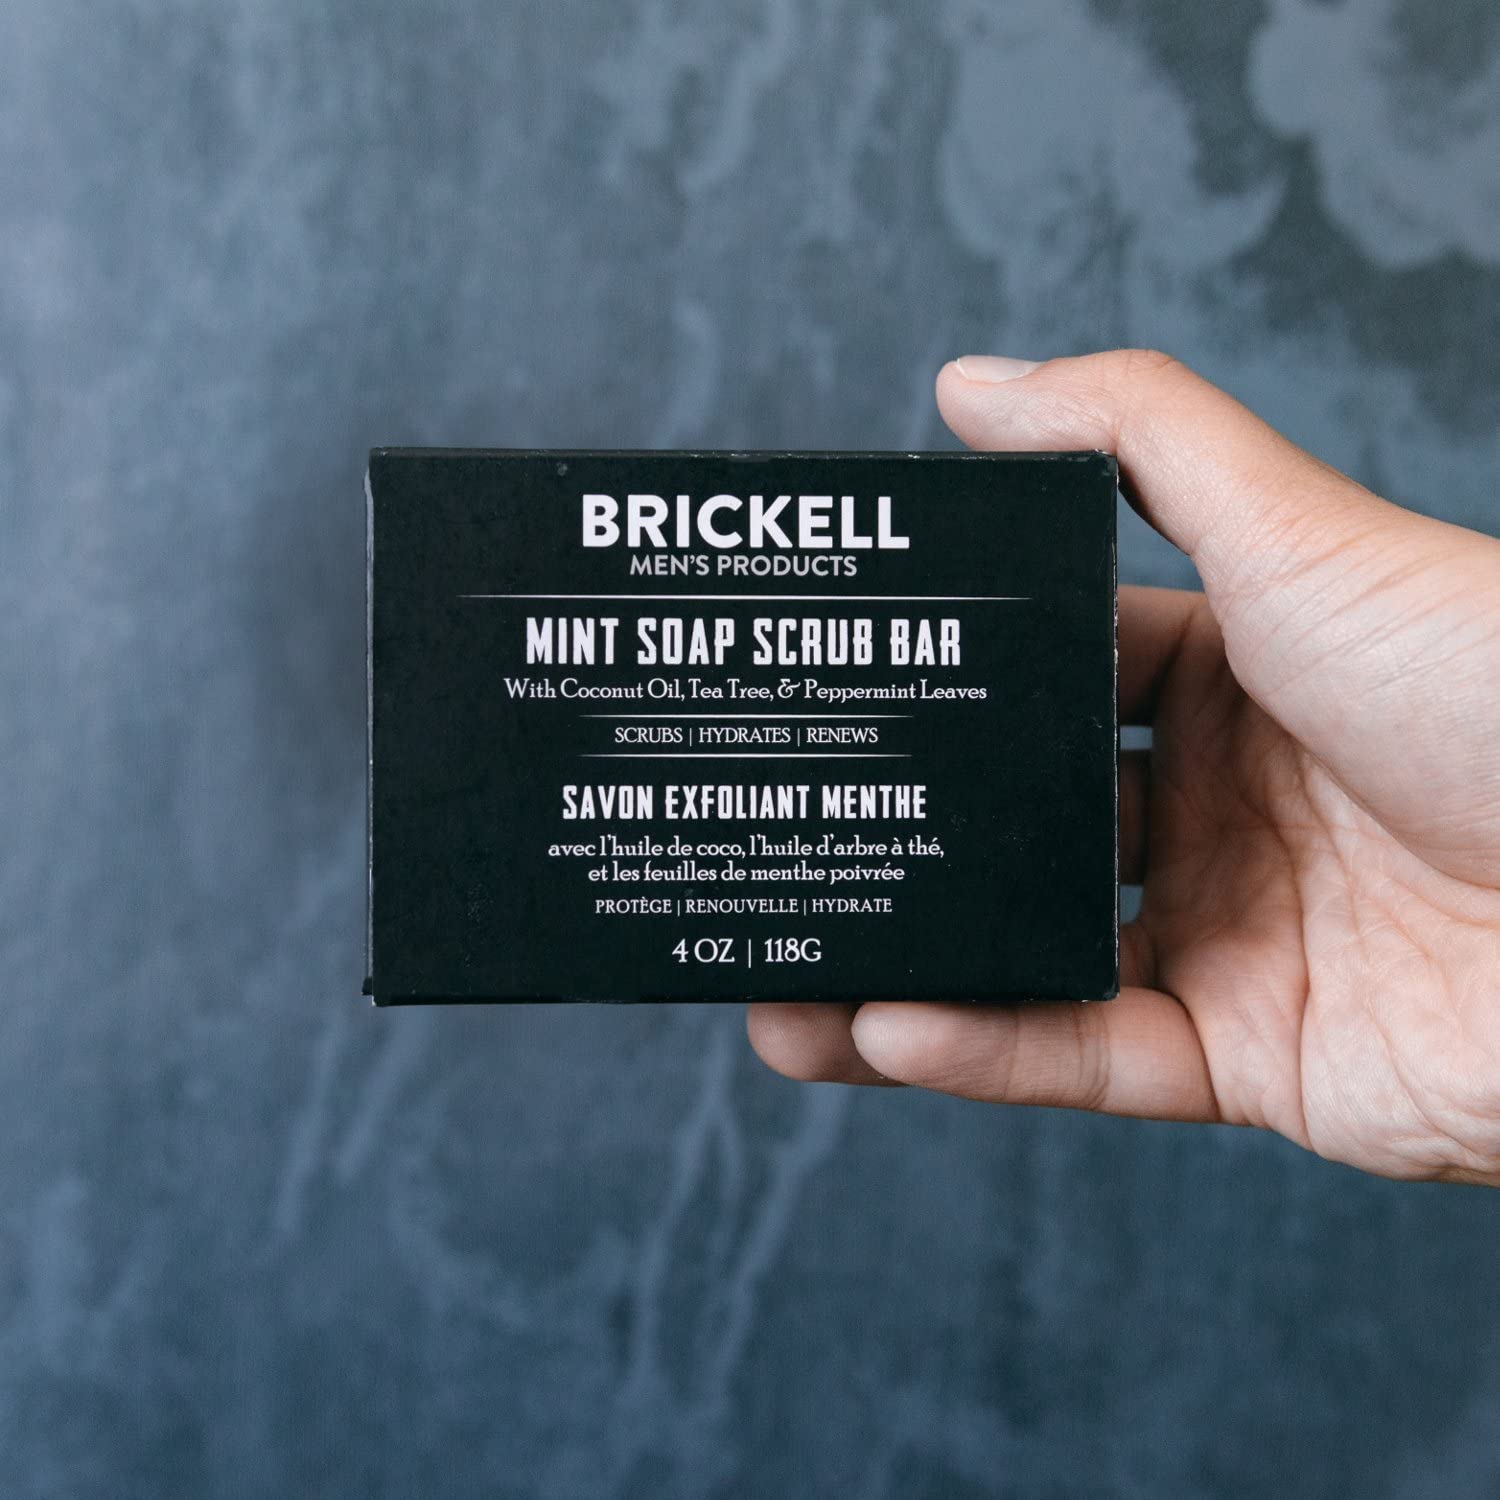 BRICKELL
MEN'S PRODUCTS
MINT SOAP SCRUB BAR
With Coconut Oil, Tea Tree, & Peppermint Leaves
SCRUBS | HYDRATES | RENEWS
SAVON EXFOLIANT MENTHE
avec l'huile de coco, l'huile d'arbre à thé,
et les feuilles de menthe poivrée
PROTÈGE | RENOUVELLE | HYDRATE
4 OZ | 118G